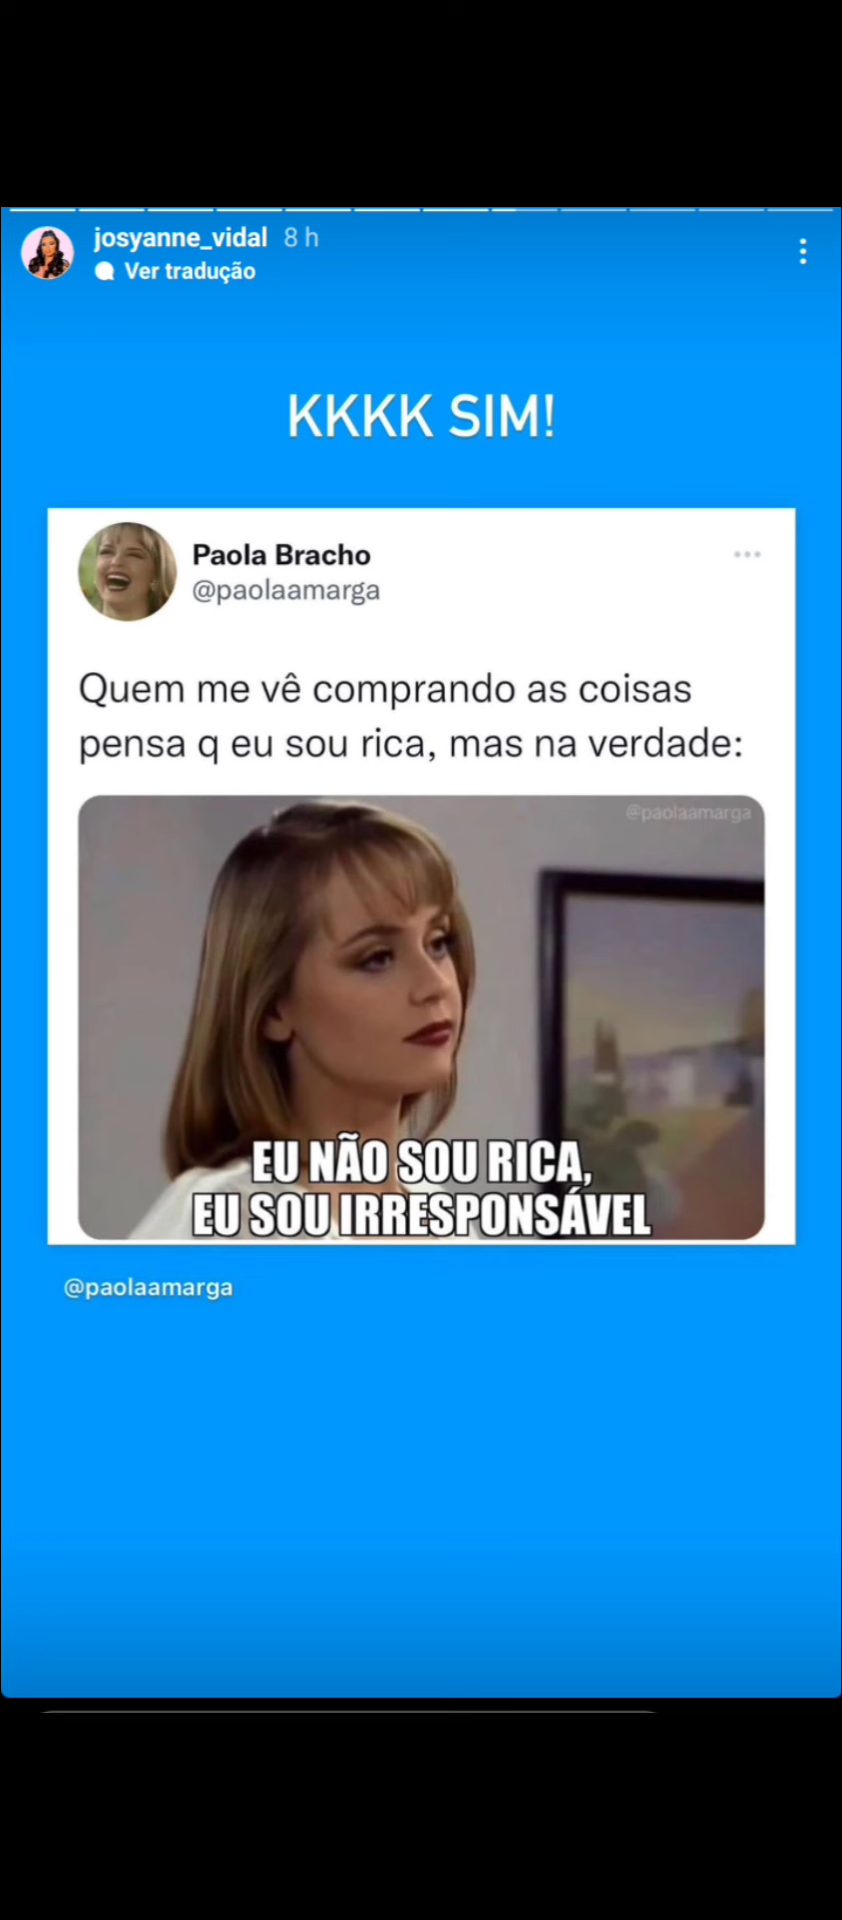 josyanne_vidal 8 h
Ver tradução
KKKK SIM!
Paola Bracho
@paolaamarga
Quem me vê comprando as coisas
pensa q eu sou rica, mas na verdade:
@paolaamarga
EU NÃO SOU RICA,
EU SOU IRRESPONSÁVEL
@paolaamarga